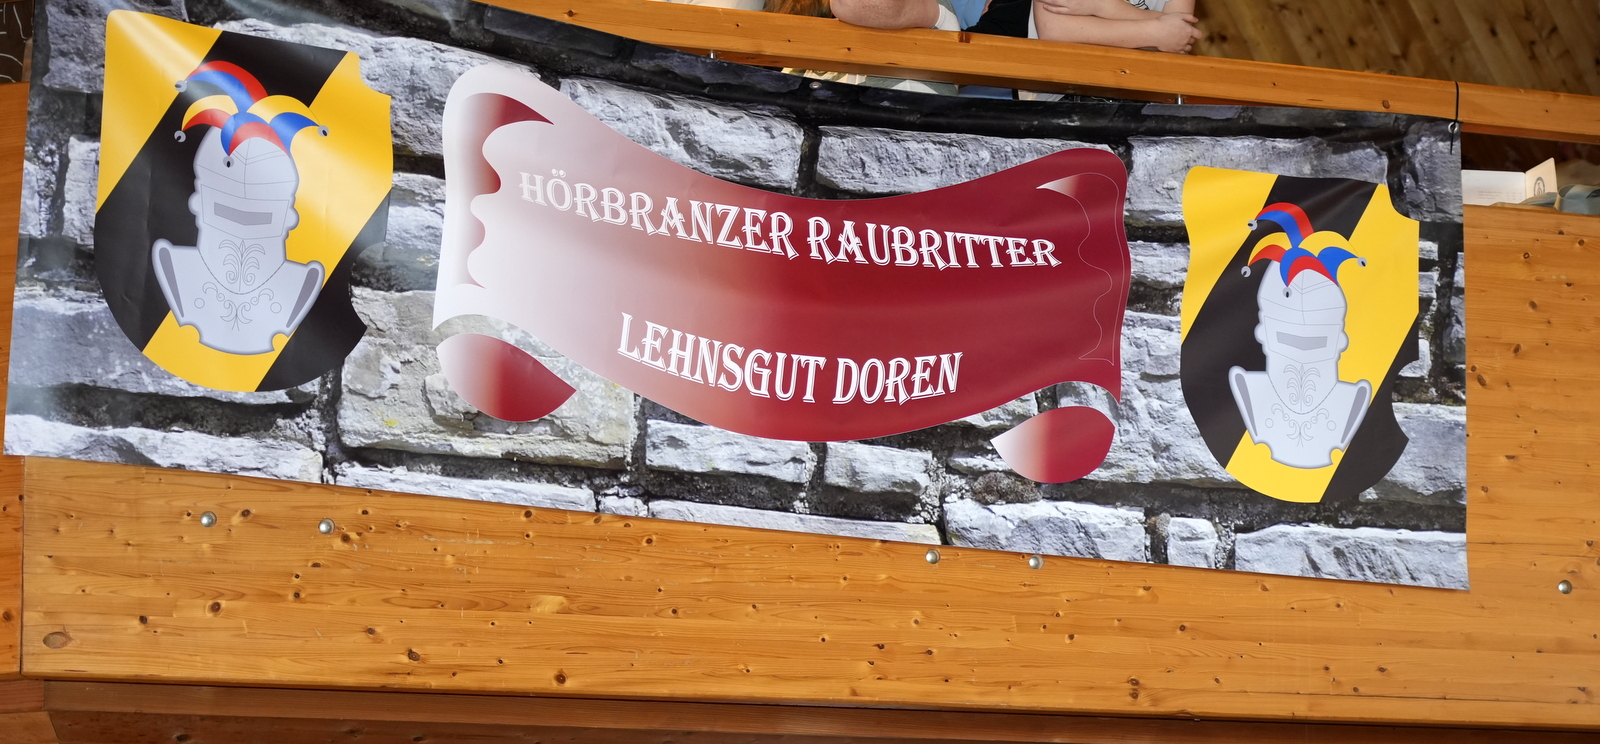 HÖRBRANZER RAUBRITTER
LEHNSGUT DOREN